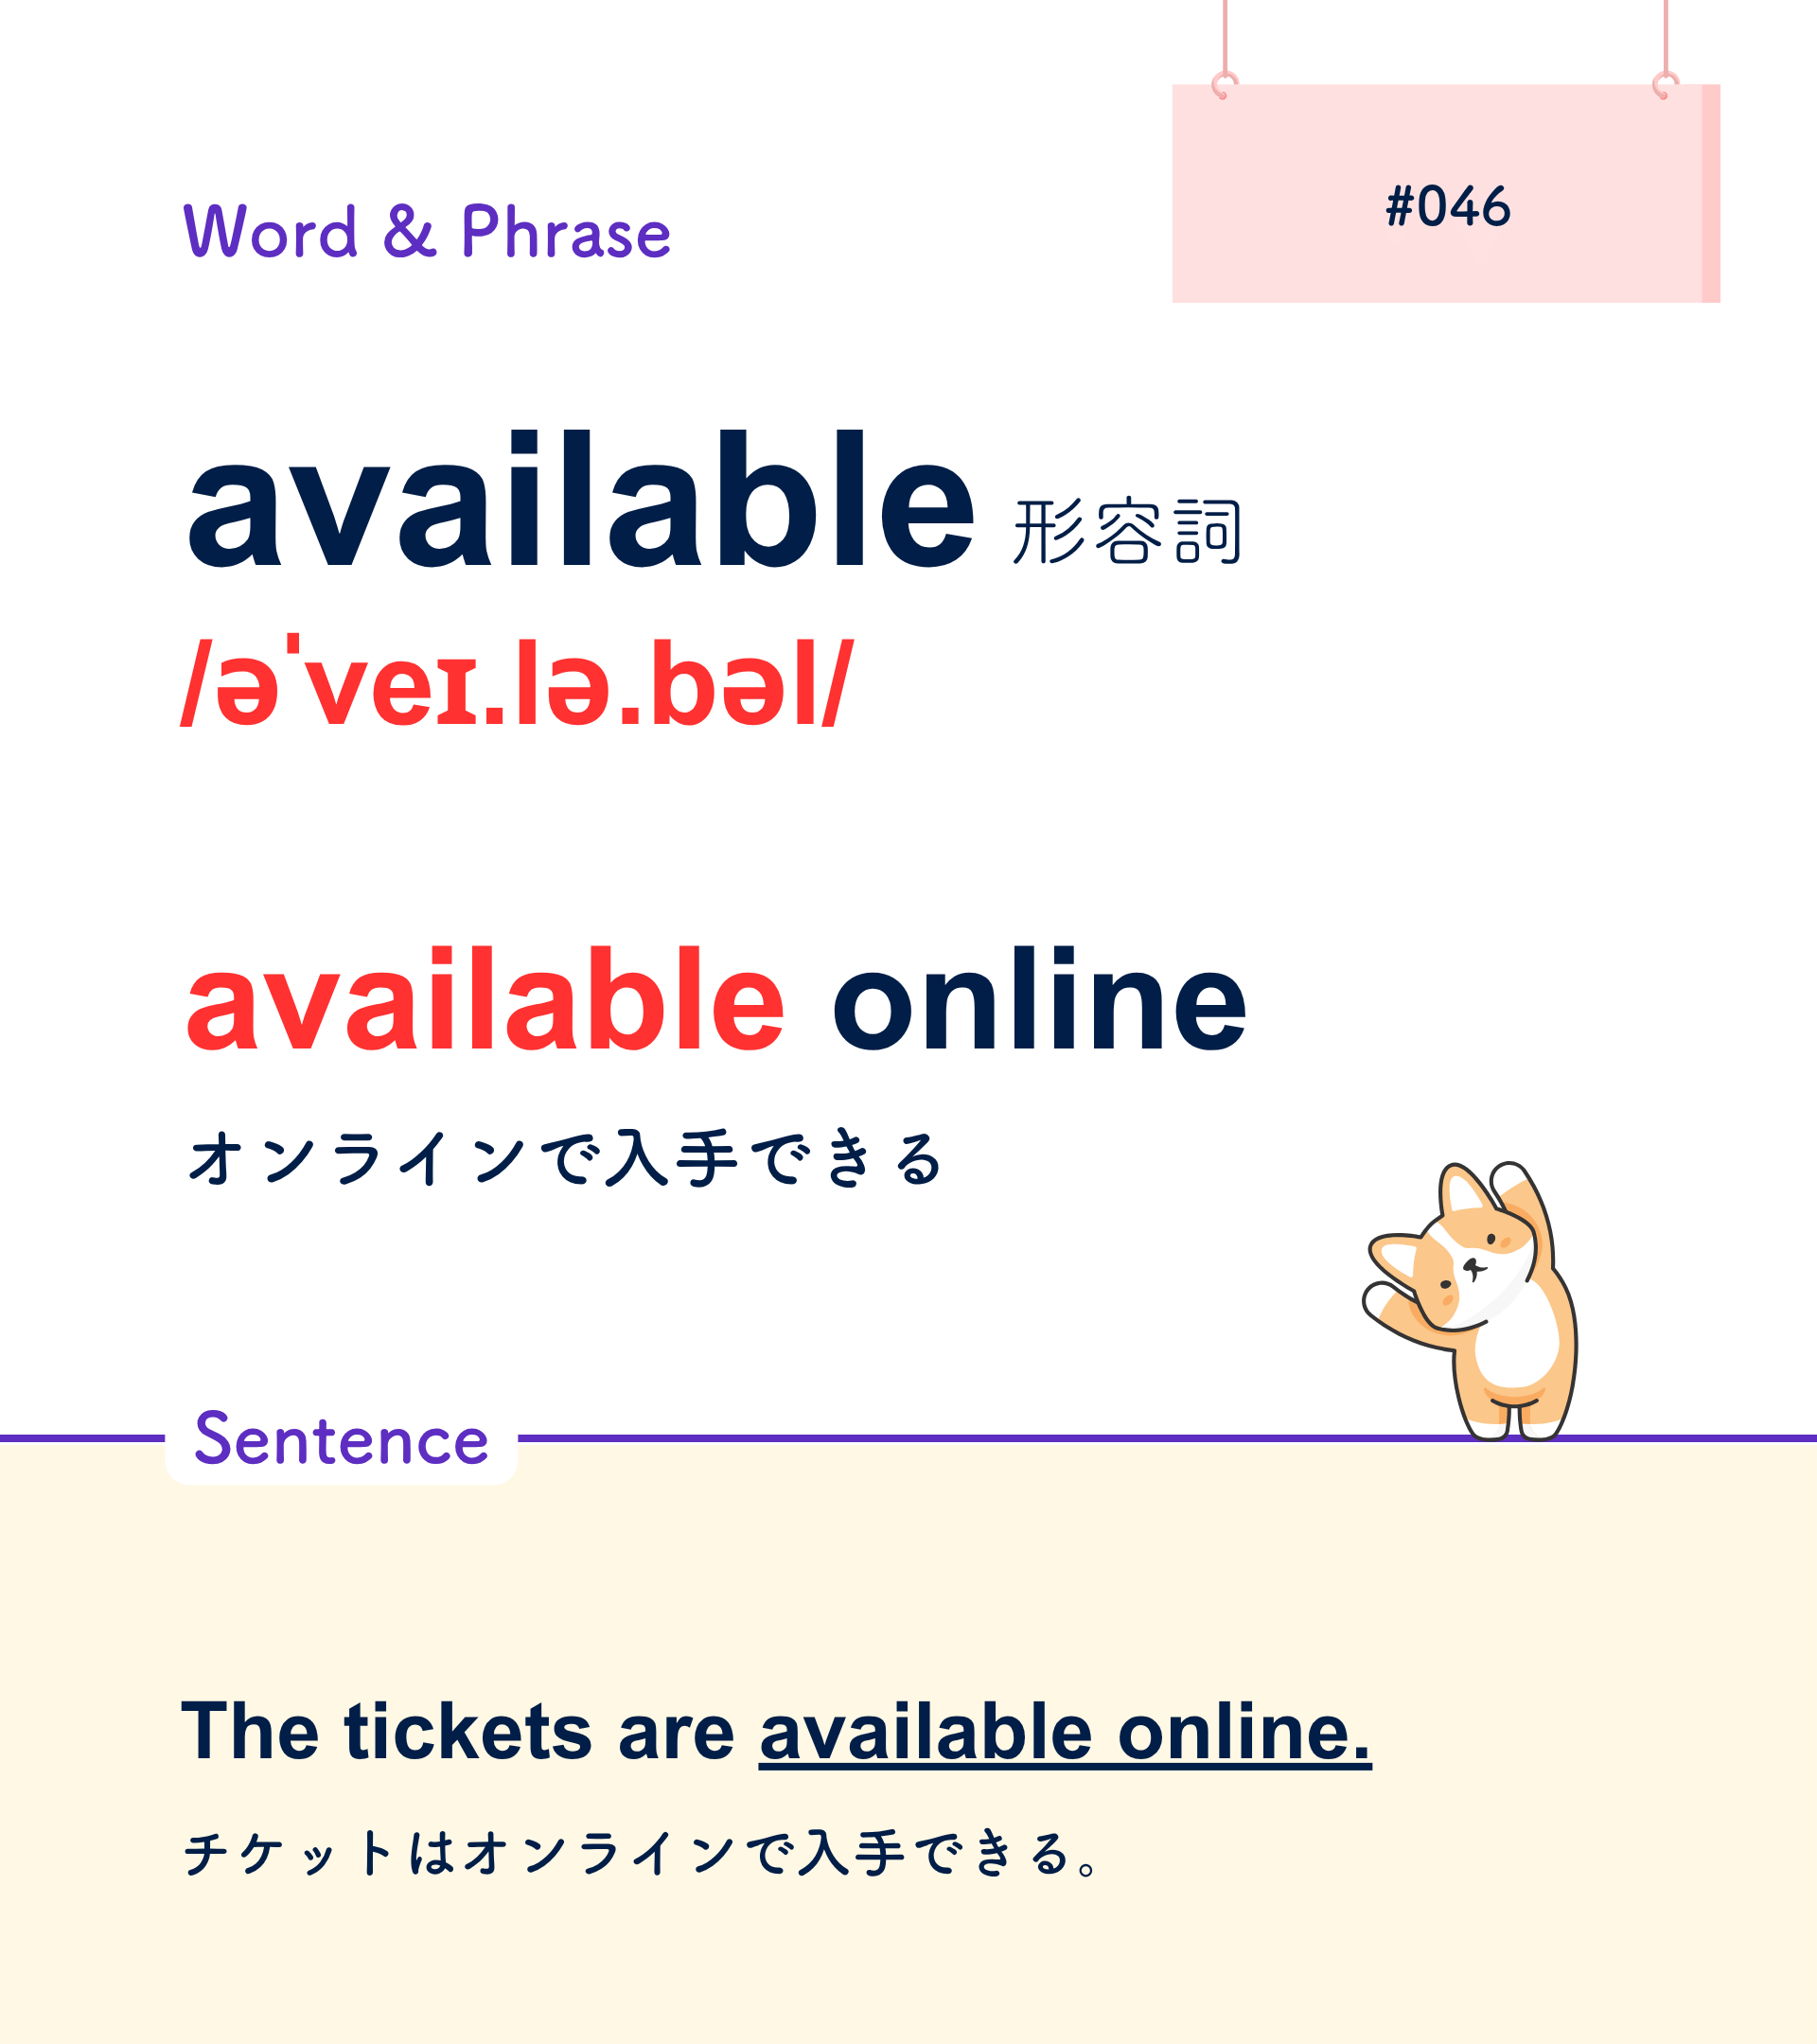 #046
Word & Phrase
available 形容詞
/əˈveɪ.lə.bəl/
available online
オンラインで入手できる
Sentence
The tickets are available online.
チケットはオンラインで入手できる。